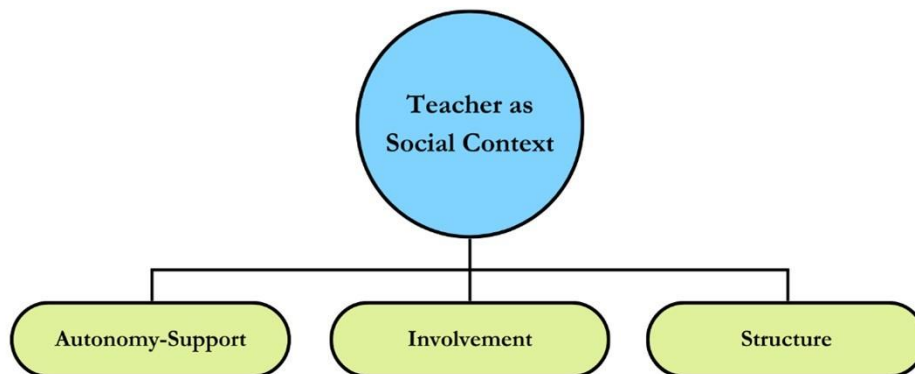 Teacher as
Social Context
Autonomy-Support
Involvement
Structure